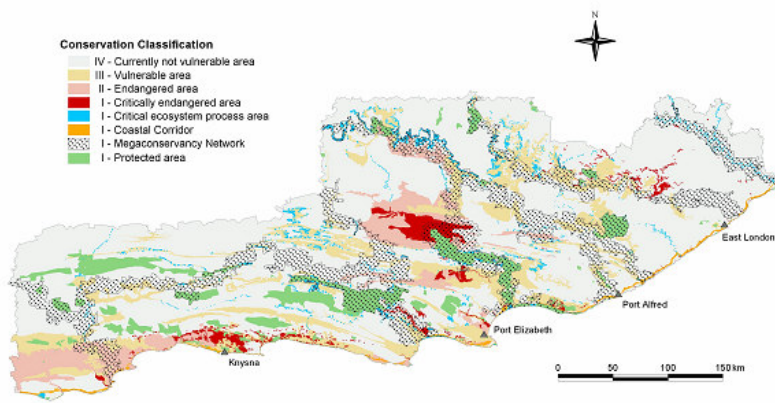 N
Conservation Classification
IV - Currently not vulnerable area
III - Vulnerable area
II - Endangered area
I - Critically endangered area
I - Critical ecosystem process area
I - Coastal Corridor
I - Megaconservancy Network
I - Protected area
East London
Port Alfred
Port Elizabeth
Knysna
0 50 100 150 km